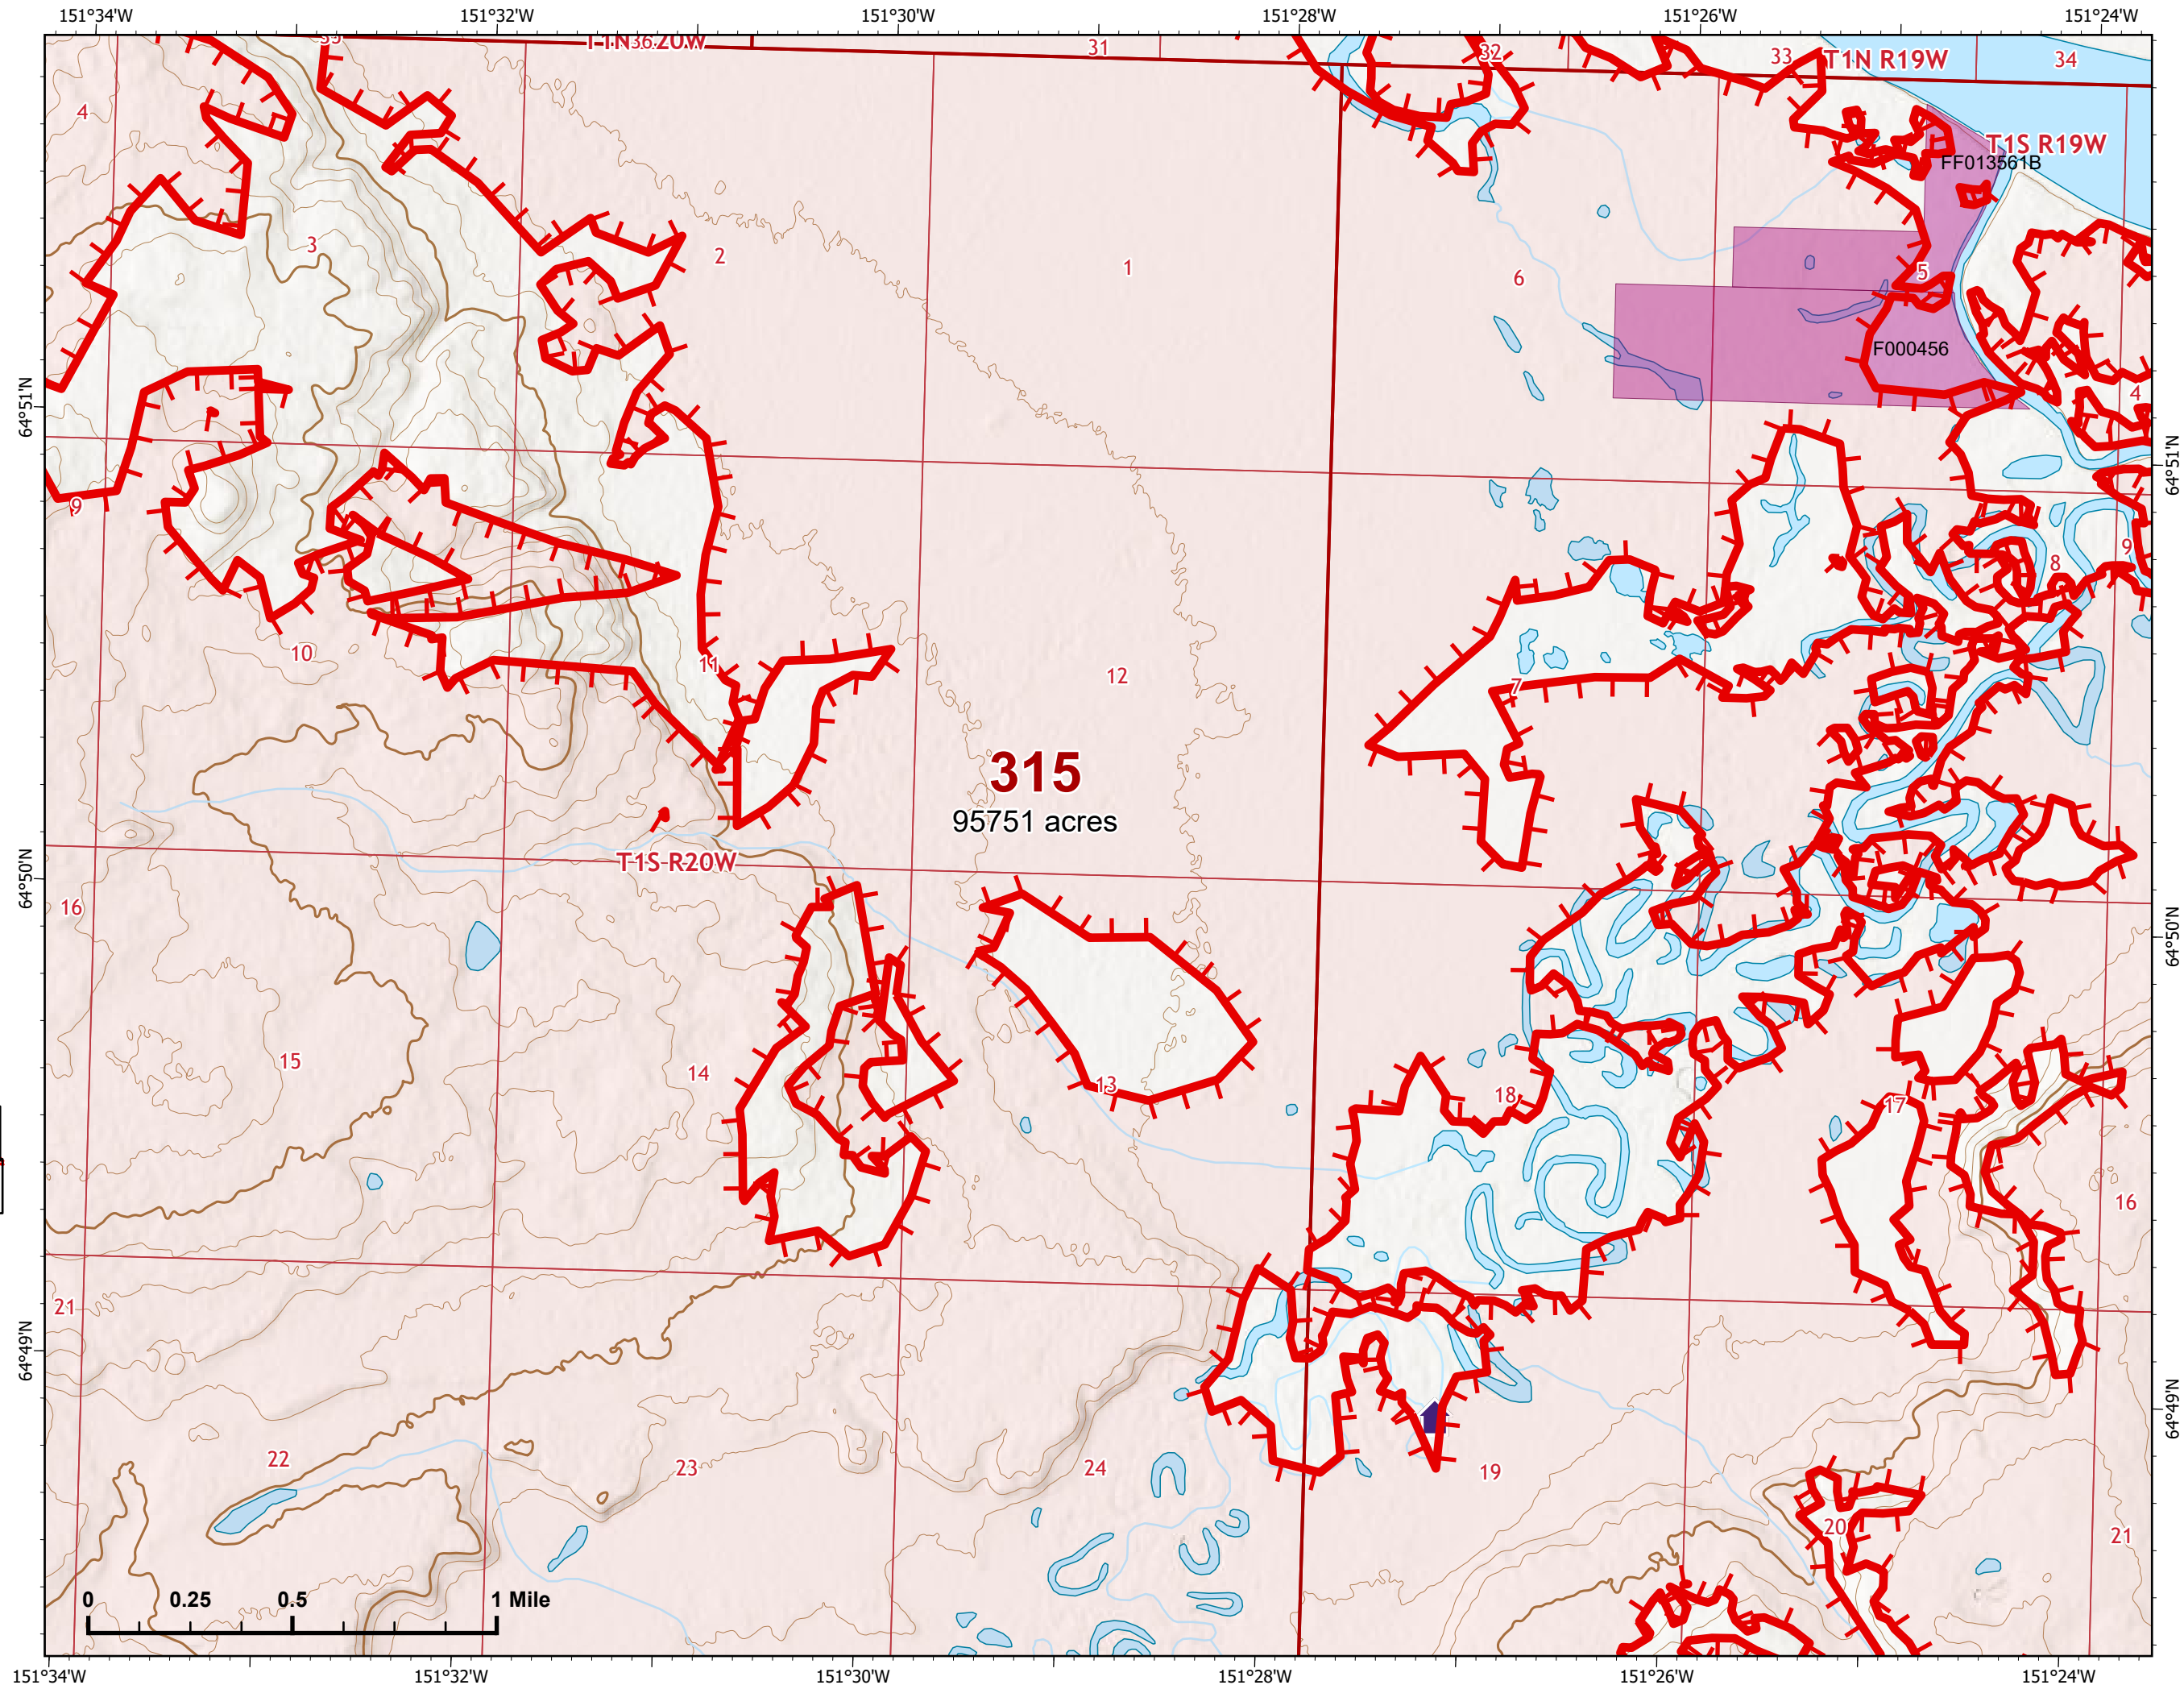 151°34'W 151°32'W 151°30'W 151°28'W 151°26'W 151°24'W
35 T1N 36 20W 31 32 33 T1N R19W 34
4
T1S R19W
FF013561B
3 2 1 6 5
F000456
64°51'N
4
64°51'N
9
8 9
10 11 12 7
315
95751 acres
64°50'N
T1S R20W
16
64°50'N
15 14 13 18 17
16
21
64°49'N
64°49'N
22 23 24 19
20 21
0 0.25 0.5 1 Mile
151°34'W 151°32'W 151°30'W 151°28'W 151°26'W 151°24'W